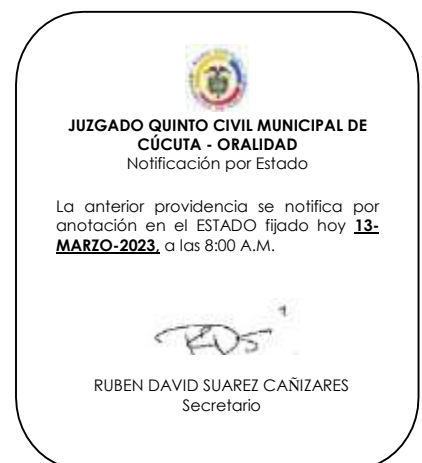 JUZGADO QUINTO CIVIL MUNICIPAL DE
CÚCUTA - ORALIDAD
Notificación por Estado
La anterior providencia se notifica por
anotación en el ESTADO fijado hoy 13-
MARZO-2023, a las 8:00 A.M.
RUBEN DAVID SUAREZ CAÑIZARES
Secretario